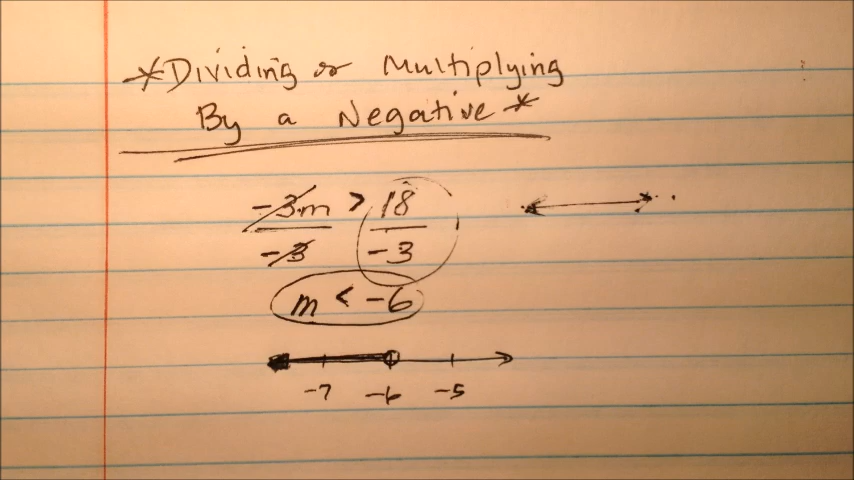 *Dividing or Multiplying
By a Negative*
-3m > 18
-3 -3
m < -6
-7 -6 -5